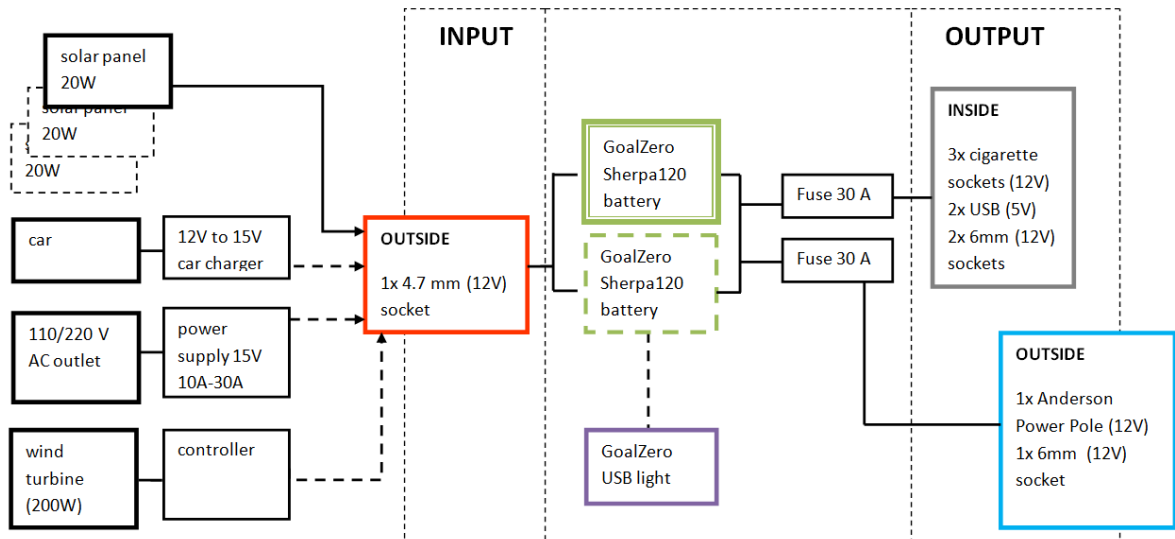 INPUT
OUTPUT
solar panel
20W
solar panel
20W
20W
car
12V to 15V
car charger
110/220 V
AC outlet
power
supply 15V
10A-30A
wind
turbine
(200W)
controller
OUTSIDE
1x 4.7 mm (12V)
socket
GoalZero
Sherpa120
battery
GoalZero
Sherpa120
battery
GoalZero
USB light
Fuse 30 A
Fuse 30 A
INSIDE
3x cigarette
sockets (12V)
2x USB (5V)
2x 6mm (12V)
sockets
OUTSIDE
1x Anderson
Power Pole (12V)
1x 6mm  (12V)
socket